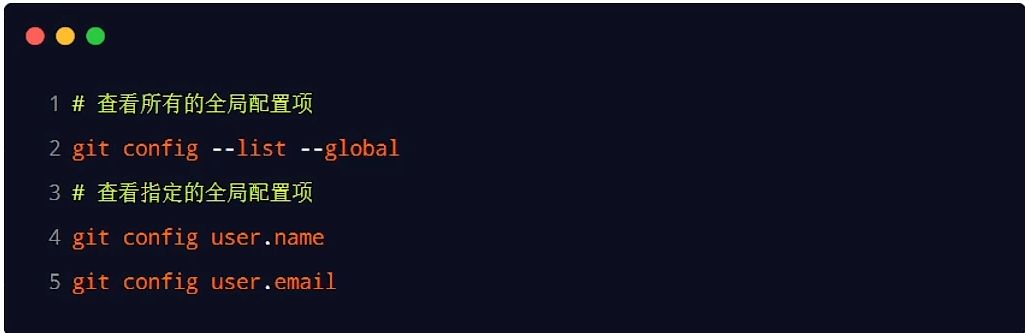 1 # 查看所有的全局配置项
2 git config --list --global
3 # 查看指定的全局配置项
4 git config user.name
5 git config user.email